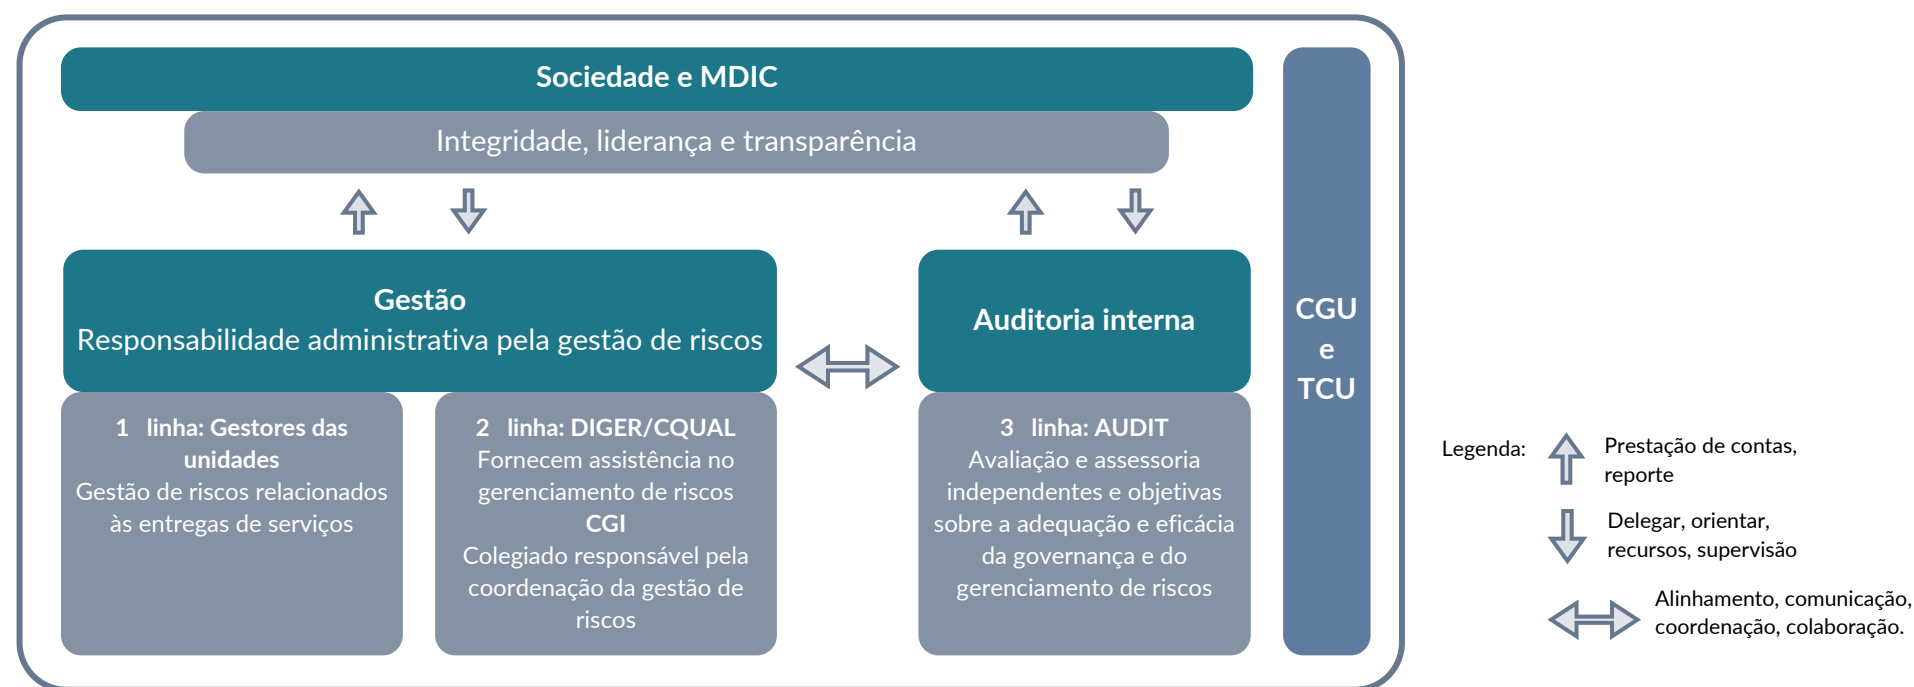 Sociedade e MDIC
Integridade, liderança e transparência
Gestão
Responsabilidade administrativa pela gestão de riscos
Auditoria interna
1 linha: Gestores das
unidades
Gestão de riscos relacionados
às entregas de serviços
2 linha: DIGER/CQUAL
Fornecem assistência no
gerenciamento de riscos
CGI
Colegiado responsável pela
coordenação da gestão de
riscos
3 linha: AUDIT
Avaliação e assessoria
independentes e objetivas
sobre a adequação e eficácia
da governança e do
gerenciamento de riscos
CGU
e
TCU
Legenda:
Prestação de contas,
reporte
Delegar, orientar,
recursos, supervisão
Alinhamento, comunicação,
coordenação, colaboração.